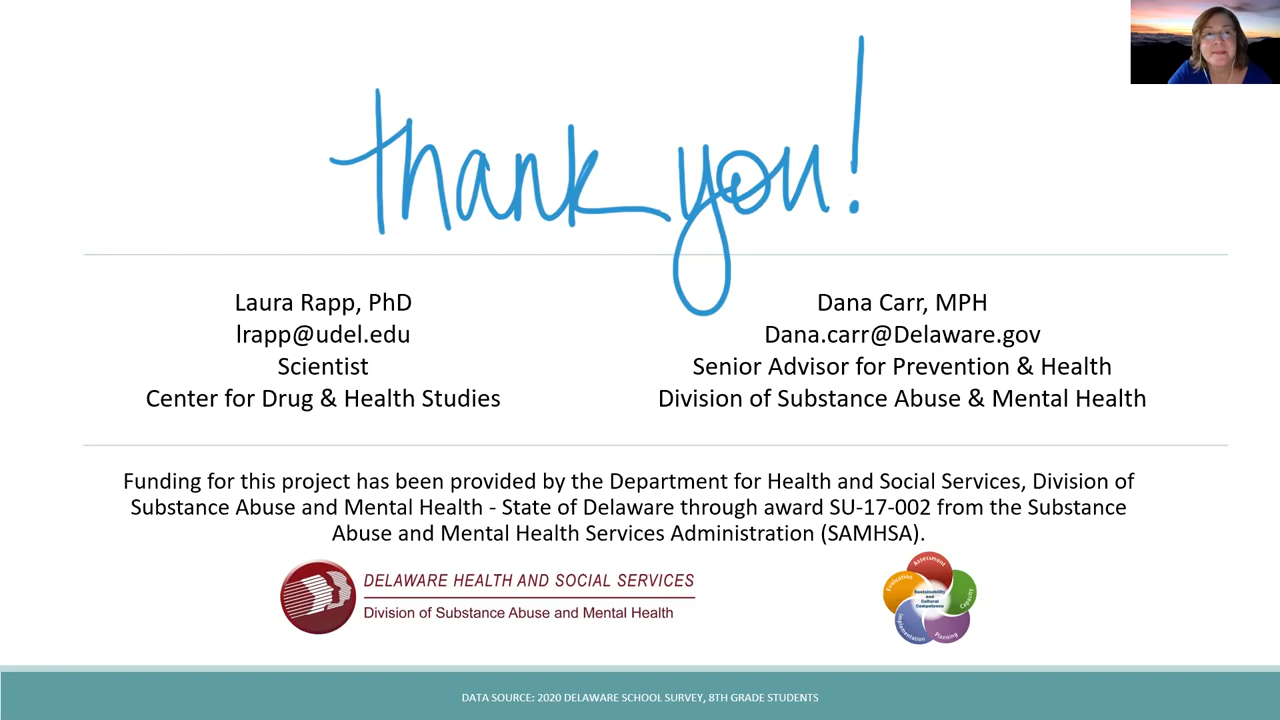 thank you!
Laura Rapp, PhD
lrapp@udel.edu
Scientist
Center for Drug & Health Studies
Dana Carr, MPH
Dana.carr@Delaware.gov
Senior Advisor for Prevention & Health
Division of Substance Abuse & Mental Health
Funding for this project has been provided by the Department for Health and Social Services, Division of
Substance Abuse and Mental Health - State of Delaware through award SU-17-002 from the Substance
Abuse and Mental Health Services Administration (SAMHSA).
DELAWARE HEALTH AND SOCIAL SERVICES
Division of Substance Abuse and Mental Health
Assessment
Evaluation
Capacity
Sustainability
and
Cultural
Competence
Implementation
Planning
DATA SOURCE: 2020 DELAWARE SCHOOL SURVEY, 8TH GRADE STUDENTS